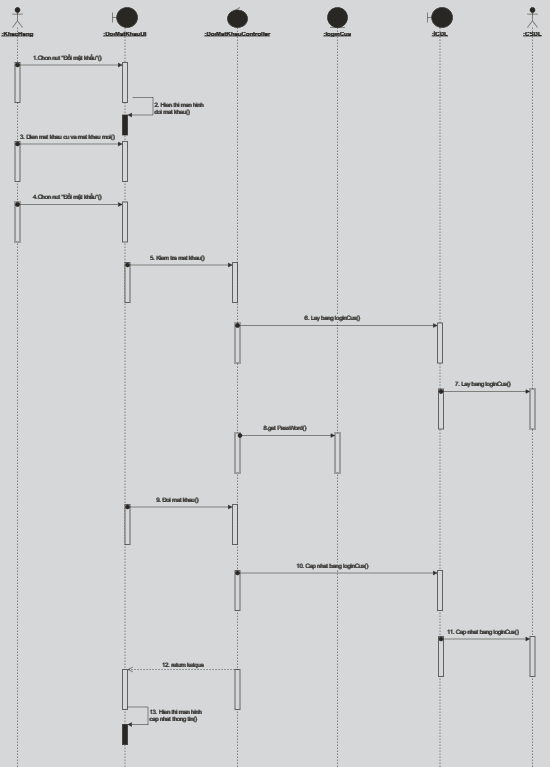 :KhachHang
:DoiMatKhauUI
:DoiMatKhauController
:loginCus
:ICDL
:CSDL
1.Chon nut "Đổi mật khẩu"()
2. Hien thi man hinh
doi mat khau()
3. Dien mat khau cu va mat khau moi()
4.Chon nut "Đổi mật khẩu"()
5. Kiem tra mat khau()
6. Lay bang loginCus()
7. Lay bang loginCus()
8.get PassWord()
9. Doi mat khau()
10. Cap nhat bang loginCus()
11. Cap nhat bang loginCus()
12. return ketqua
13. Hien thi man hinh
cap nhat thong tin()